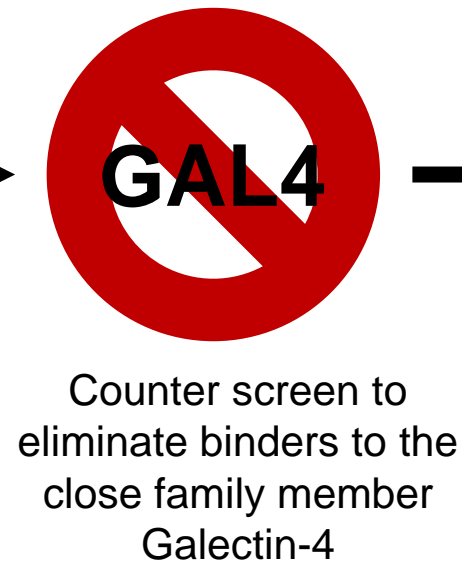 GAL4
Counter screen to
eliminate binders to the
close family member
Galectin-4